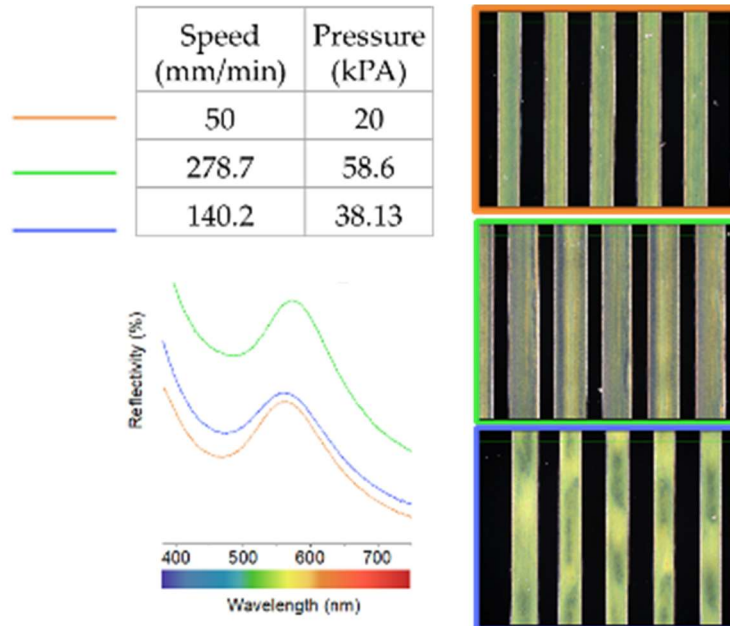 Speed (mm/min) Pressure (kPA)
50 20
278.7 58.6
140.2 38.13
Reflectivity (%)
400 500 600 700
Wavelength (nm)